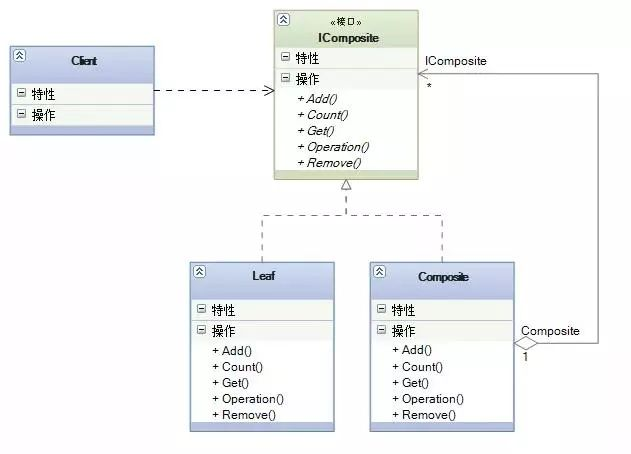 Client
特性
操作
«接口»
IComposite
特性
操作
+ Add()
+ Count()
+ Get()
+ Operation()
+ Remove()
IComposite
*
Leaf
特性
操作
+ Add()
+ Count()
+ Get()
+ Operation()
+ Remove()
Composite
特性
操作
+ Add()
+ Count()
+ Get()
+ Operation()
+ Remove()
Composite
1